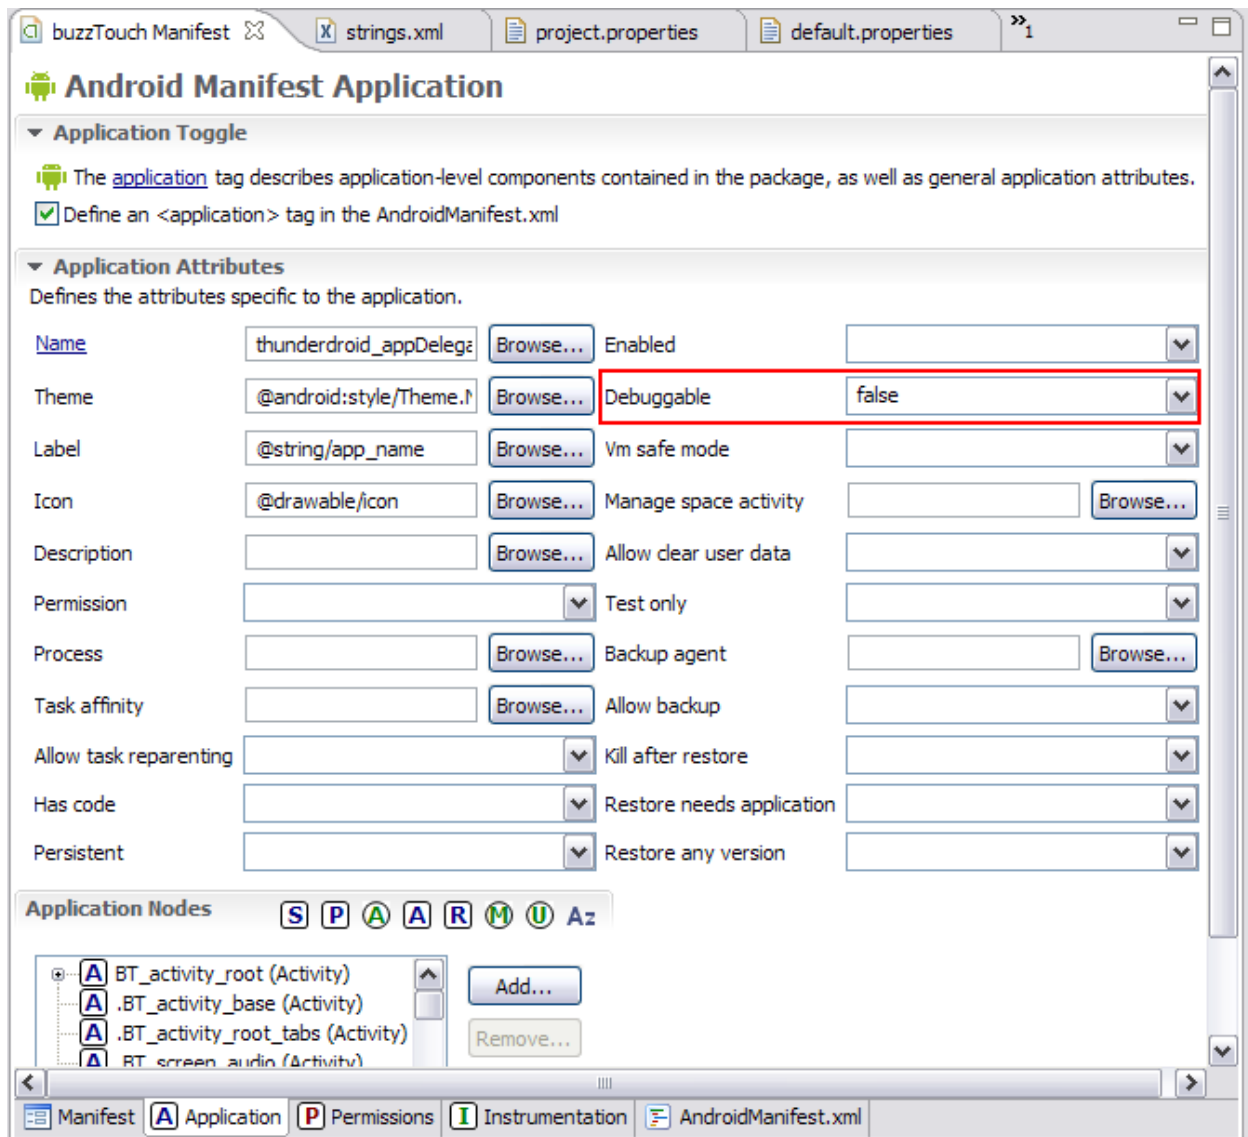 buzzTouch Manifest strings.xml project.properties default.properties »1
Android Manifest Application
Application Toggle
The application tag describes application-level components contained in the package, as well as general application attributes.
Define an <application> tag in the AndroidManifest.xml
Application Attributes
Defines the attributes specific to the application.
Name thunderdroid_appDelega Browse... Enabled
Theme @android:style/Theme.N Browse... Debuggable false
Label @string/app_name Browse... Vm safe mode
Icon @drawable/icon Browse... Manage space activity Browse...
Description Browse... Allow clear user data
Permission Test only
Process Browse... Backup agent Browse...
Task affinity Browse... Allow backup
Allow task reparenting Kill after restore
Has code Restore needs application
Persistent Restore any version
Application Nodes S P A A R M U Az
A BT_activity_root (Activity)
A .BT_activity_base (Activity)
A .BT_activity_root_tabs (Activity)
A .BT_screen_audio (Activity)
Add...
Remove...
Manifest A Application P Permissions I Instrumentation AndroidManifest.xml